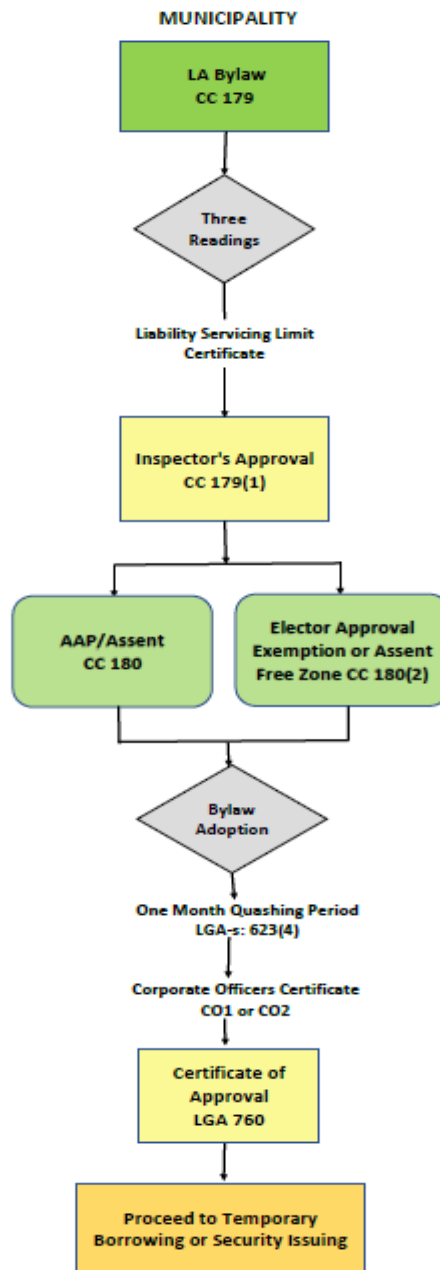 MUNICIPALITY
LA Bylaw
CC 179
Three
Readings
Liability Servicing Limit
Certificate
Inspector's Approval
CC 179(1)
AAP/Assent
CC 180
Elector Approval
Exemption or Assent
Free Zone CC 180(2)
Bylaw
Adoption
One Month Quashing Period
LGA-s: 623(4)
Corporate Officers Certificate
CO1 or CO2
Certificate of
Approval
LGA 760
Proceed to Temporary
Borrowing or Security Issuing